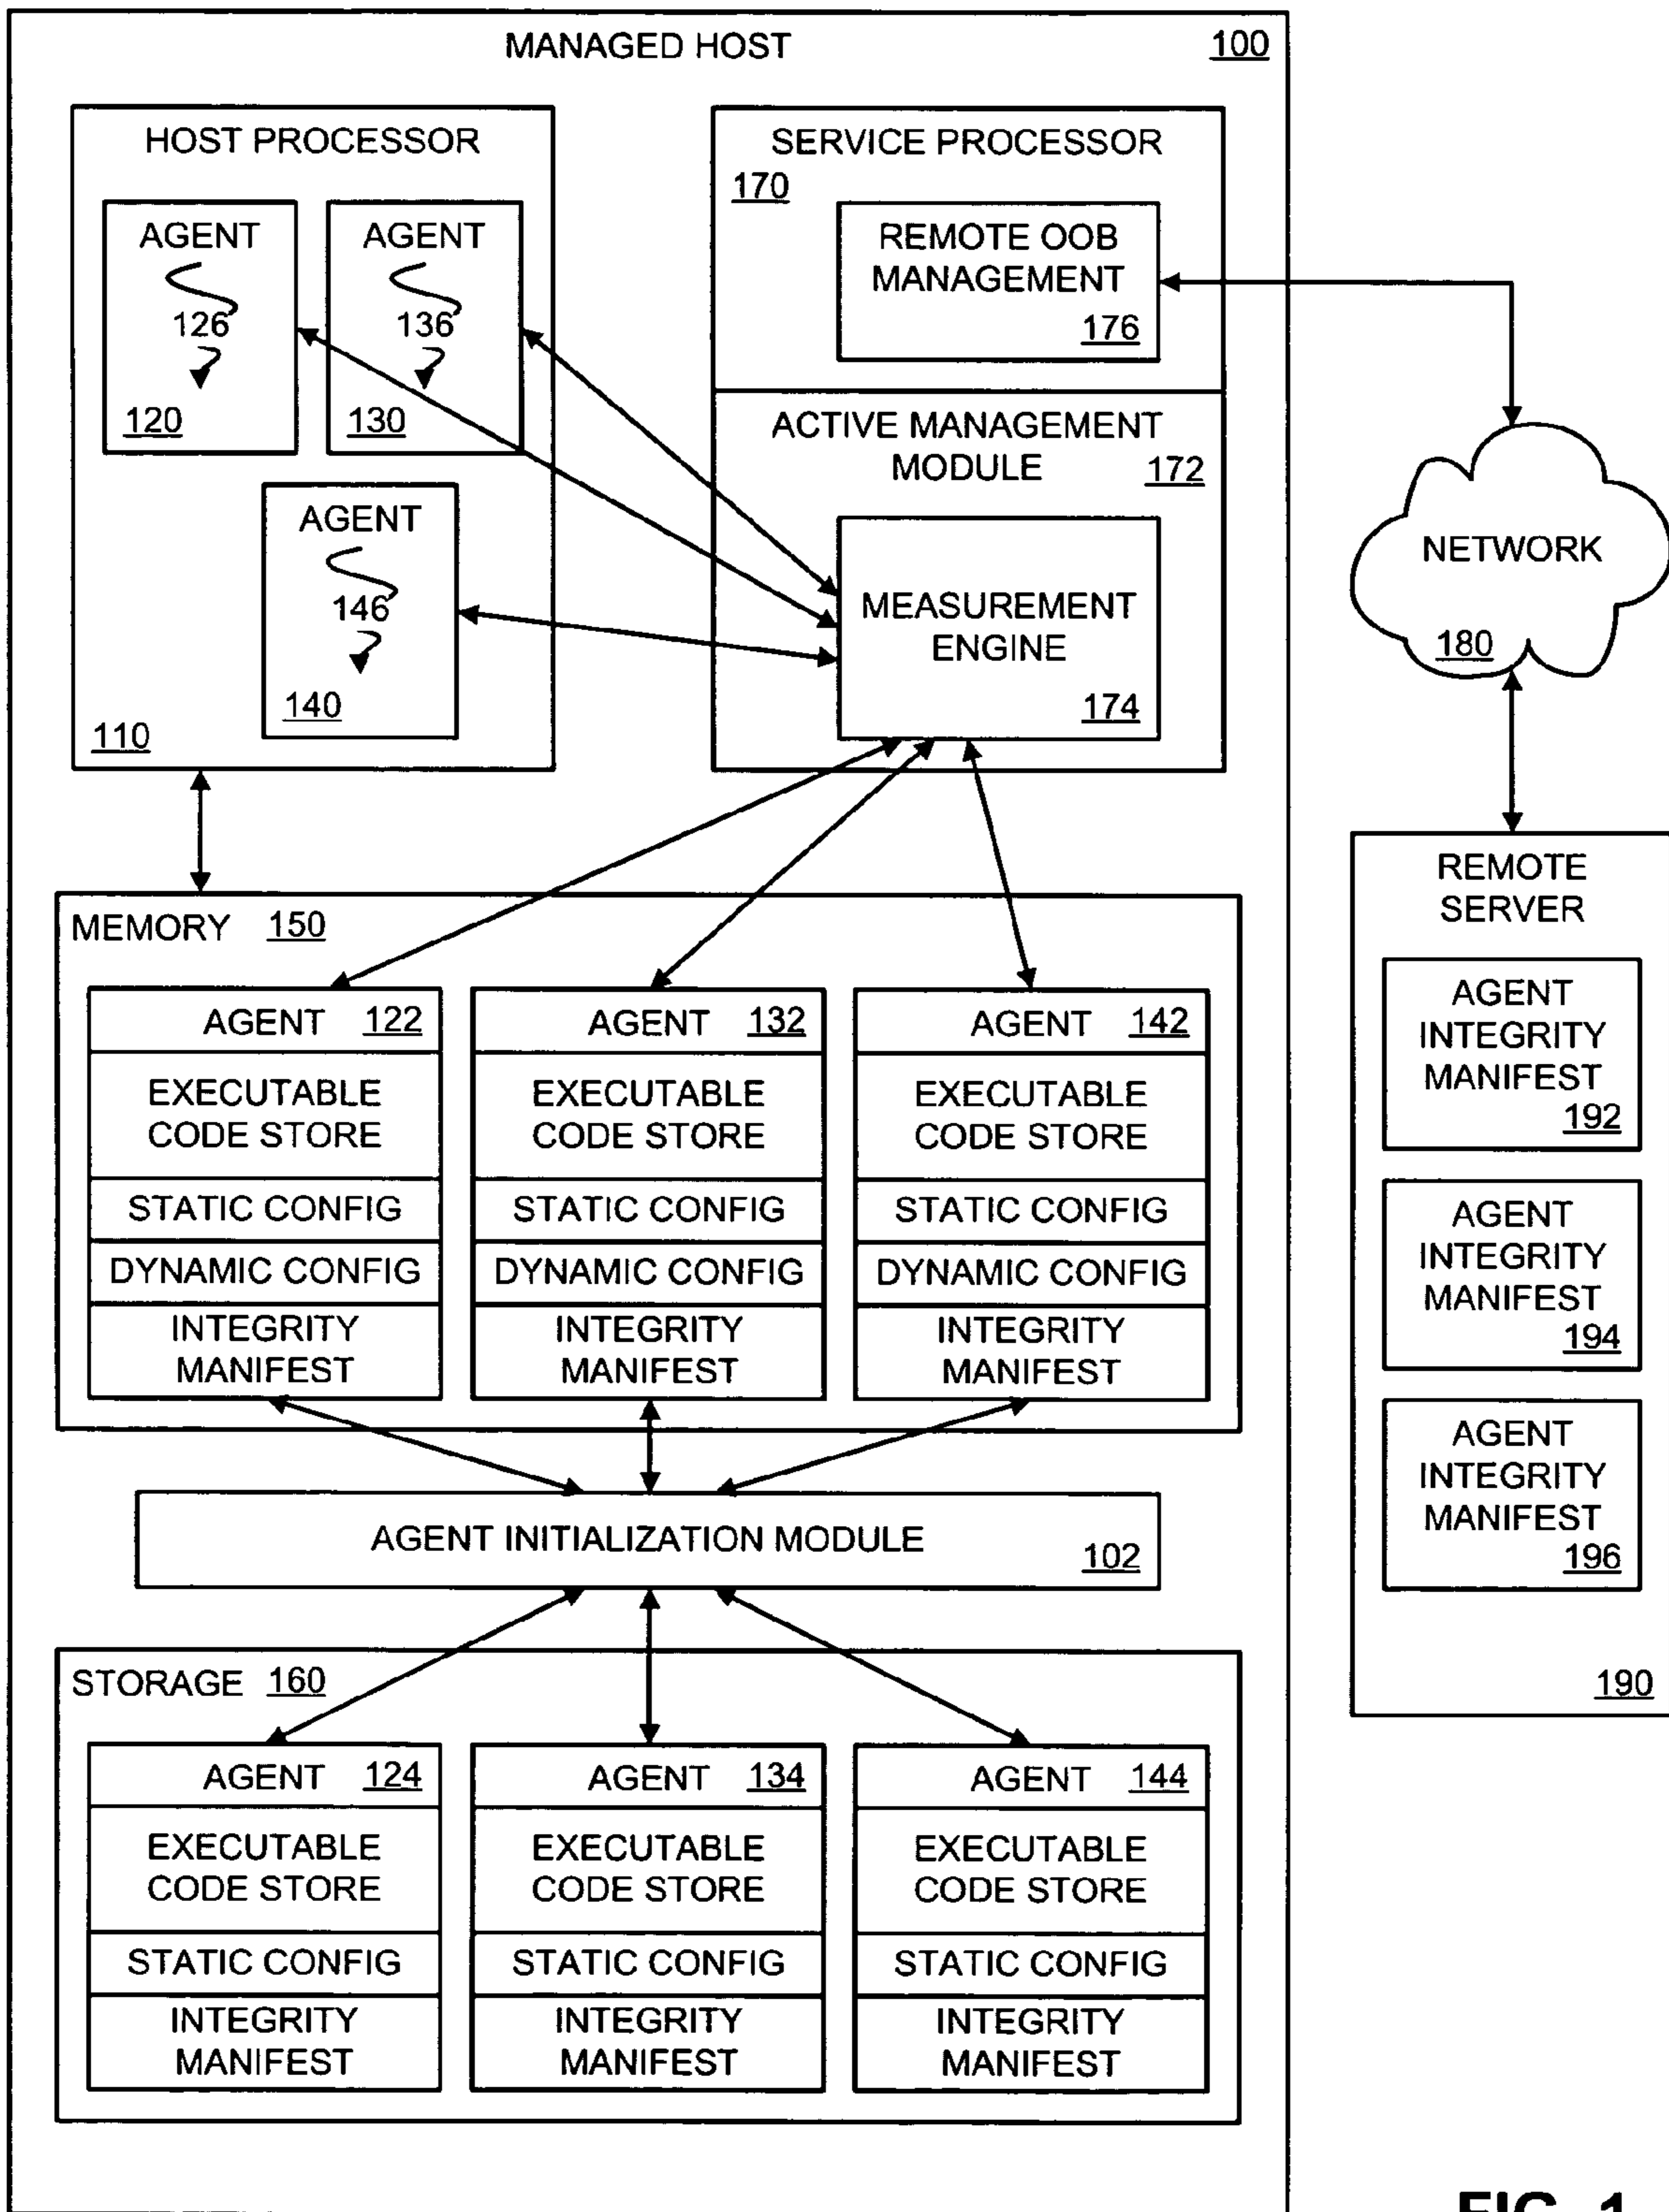 MANAGED HOST 100
HOST PROCESSOR
AGENT
126
120
AGENT
136
130
AGENT
146
140
110
SERVICE PROCESSOR
170
REMOTE OOB
MANAGEMENT
176
ACTIVE MANAGEMENT
MODULE 172
MEASUREMENT
ENGINE
174
NETWORK
180
REMOTE
SERVER
AGENT
INTEGRITY
MANIFEST
192
AGENT
INTEGRITY
MANIFEST
194
AGENT
INTEGRITY
MANIFEST
196
190
MEMORY 150
AGENT 122
EXECUTABLE
CODE STORE
STATIC CONFIG
DYNAMIC CONFIG
INTEGRITY
MANIFEST
AGENT 132
EXECUTABLE
CODE STORE
STATIC CONFIG
DYNAMIC CONFIG
INTEGRITY
MANIFEST
AGENT 142
EXECUTABLE
CODE STORE
STATIC CONFIG
DYNAMIC CONFIG
INTEGRITY
MANIFEST
AGENT INITIALIZATION MODULE 102
STORAGE 160
AGENT 124
EXECUTABLE
CODE STORE
STATIC CONFIG
INTEGRITY
MANIFEST
AGENT 134
EXECUTABLE
CODE STORE
STATIC CONFIG
INTEGRITY
MANIFEST
AGENT 144
EXECUTABLE
CODE STORE
STATIC CONFIG
INTEGRITY
MANIFEST
FIG. 1